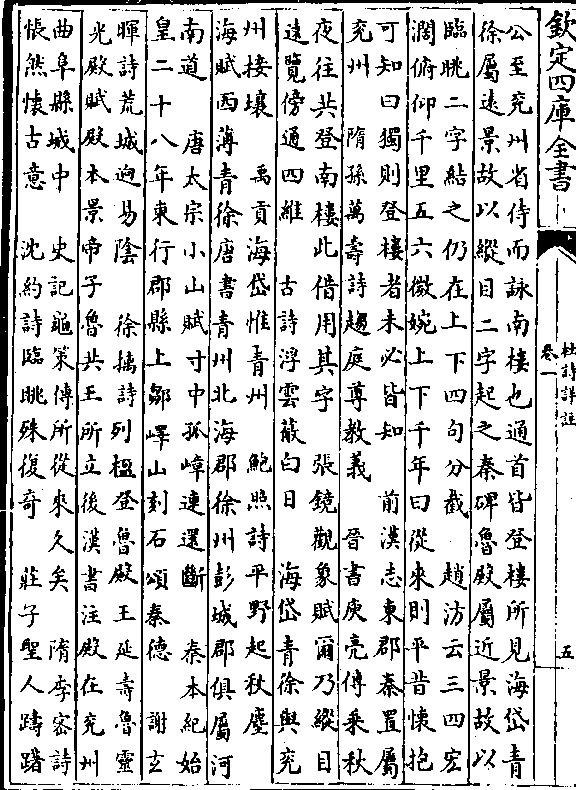 欽定四庫全書
杜詩詳註
卷一
五
公至兖州省侍而詠南樓也通首皆登樓所見海岱青
徐屬遠景故以縱目二字起之秦碑魯殿屬近景故以
臨眺二字結之仍在上下四句分截　趙汸云三四宏
濶俯仰千里五六微婉上下千年曰從來則平昔懷抱
可知曰獨則登樓者未必皆知　前漢志東郡秦置屬
兖州　隋孫萬壽詩趨庭尊教義　晉書庾亮傳乗秋
夜往共登南樓此借用其字　張鏡觀象賦爾乃縱目
逺覽傍通四維　古詩浮雲蔽白日　海岱青徐與兖
州接壤　禹貢海岱惟青州　鮑照詩平野起秋塵
海賦西薄青徐唐書青州北海郡徐州彭城郡俱屬河
南道　唐太宗小山賦寸中孤嶂連還斷　秦本紀始
皇二十八年東行郡縣上鄒嶧山刻石頌秦德　謝玄
暉詩荒城迥易陰　徐摛詩列楹登魯殿王延壽魯靈
光殿賦殿本景帝子魯共王所立後漢書注殿在兖州
曲阜縣城中　史記龜策傳所從來久矣　隋李密詩
悵然懷古意　沈約詩臨眺殊復奇　莊子聖人躊躇